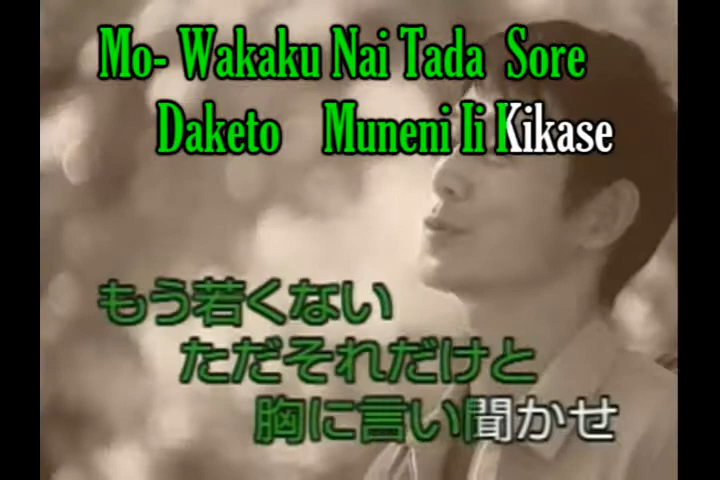 Mo- Wakaku Nai Tada Sore
Daketo Muneni Ii Kikase
もう若くない
ただそれだけと
胸に言い聞かせ